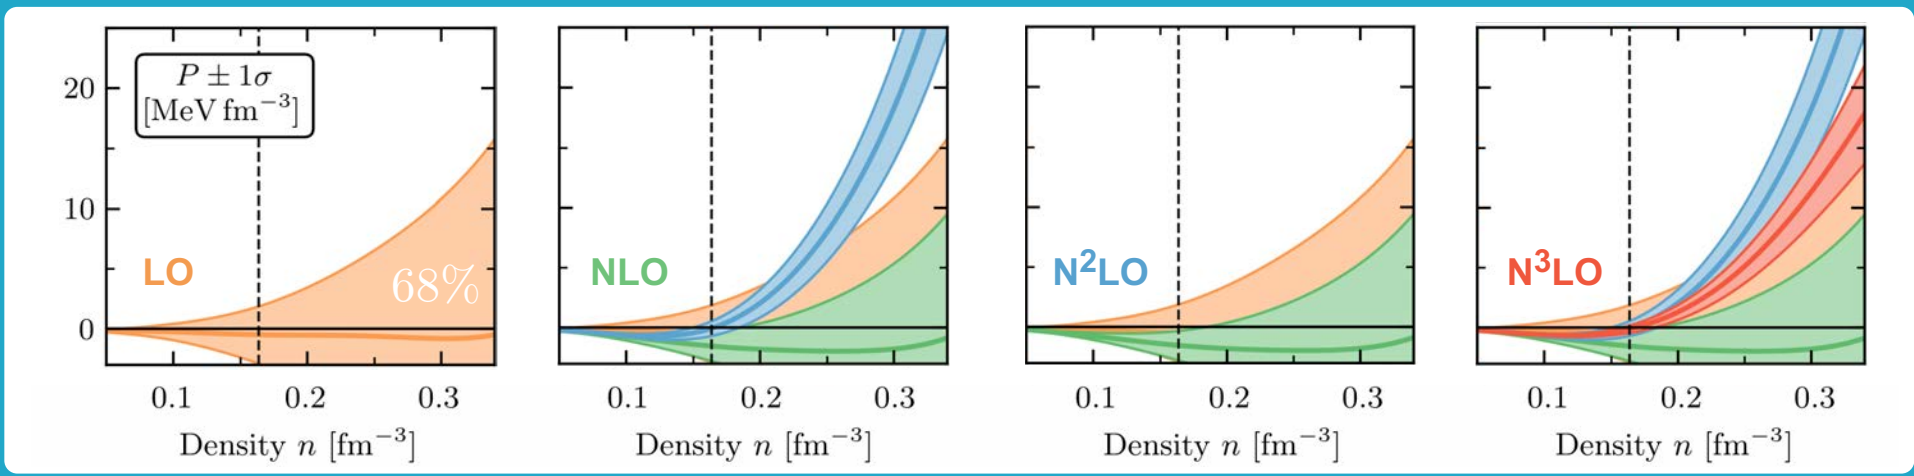 P ± 1σ
[MeV fm⁻³]
20
10
0
LO
68%
0.1 0.2 0.3
Density n [fm⁻³]
NLO
0.1 0.2 0.3
Density n [fm⁻³]
N²LO
0.1 0.2 0.3
Density n [fm⁻³]
N³LO
0.1 0.2 0.3
Density n [fm⁻³]